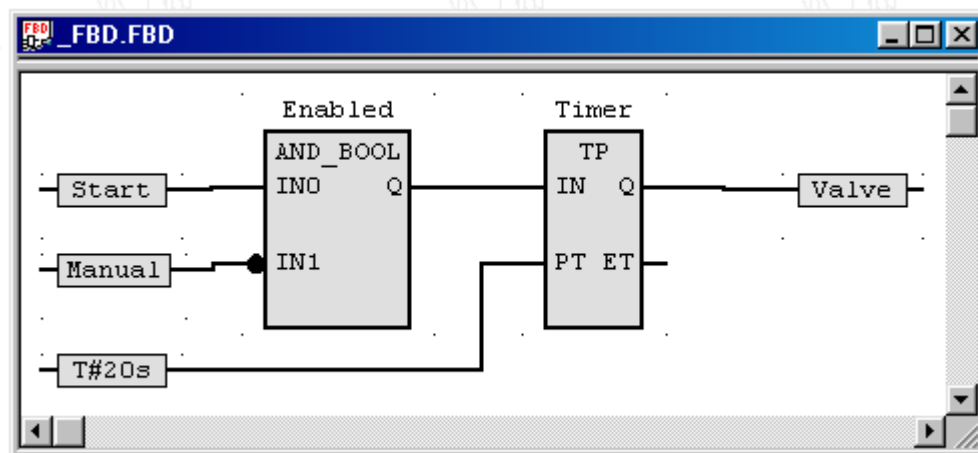 _FBD.FBD
Enabled
Timer
AND_BOOL
TP
Start
IN0
Q
IN
Q
Valve
Manual
IN1
PT
ET
T#20s